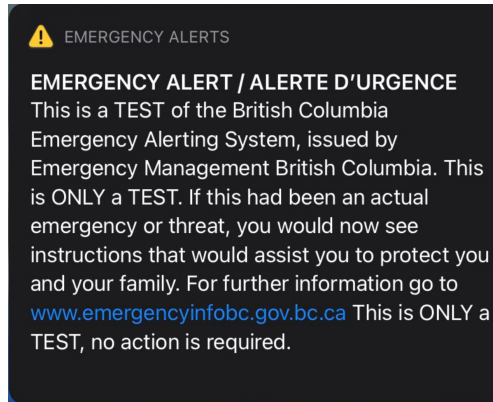 EMERGENCY ALERTS
EMERGENCY ALERT / ALERTE D'URGENCE
This is a TEST of the British Columbia
Emergency Alerting System, issued by
Emergency Management British Columbia. This
is ONLY a TEST. If this had been an actual
emergency or threat, you would now see
instructions that would assist you to protect you
and your family. For further information go to
www.emergencyinfobc.gov.bc.ca This is ONLY a
TEST, no action is required.